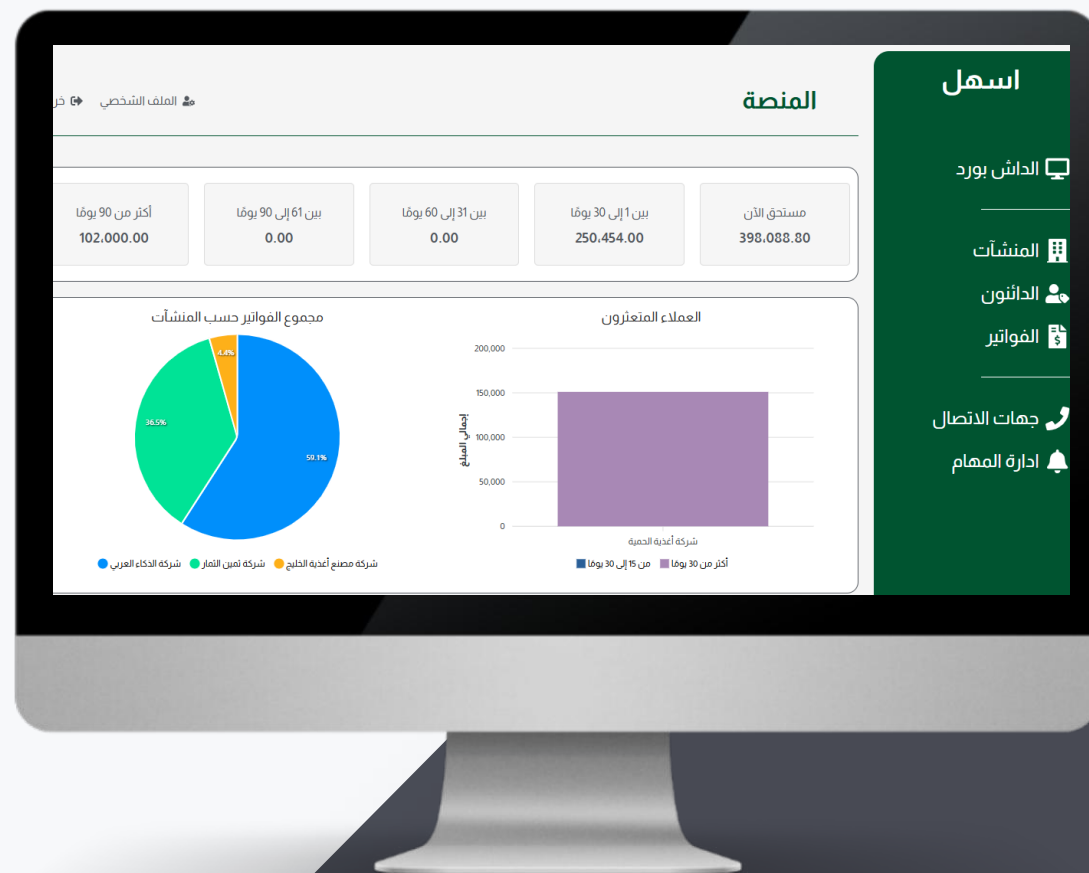 اسهل
الداش بورد
المنشآت
الدائنون
الفواتير
جهات الاتصال
ادارة المهام
المنصة
الملف الشخصي
مستحق الآن
398،088.80
بين 1 إلى 30 يومًا
250،454.00
بين 31 إلى 60 يومًا
0.00
بين 61 إلى 90 يومًا
0.00
أكثر من 90 يومًا
102،000.00
العملاء المتعثرون
إجمالي المبلغ
200,000
150,000
100,000
50,000
0
شركة أغذية الحمية
أكثر من 30 يومًا من 15 إلى 30 يومًا
مجموع الفواتير حسب المنشآت
4.4%
36.5%
59.1%
شركة مصنع أغذية الخليج شركة ثمين الثمار شركة الذكاء العربي